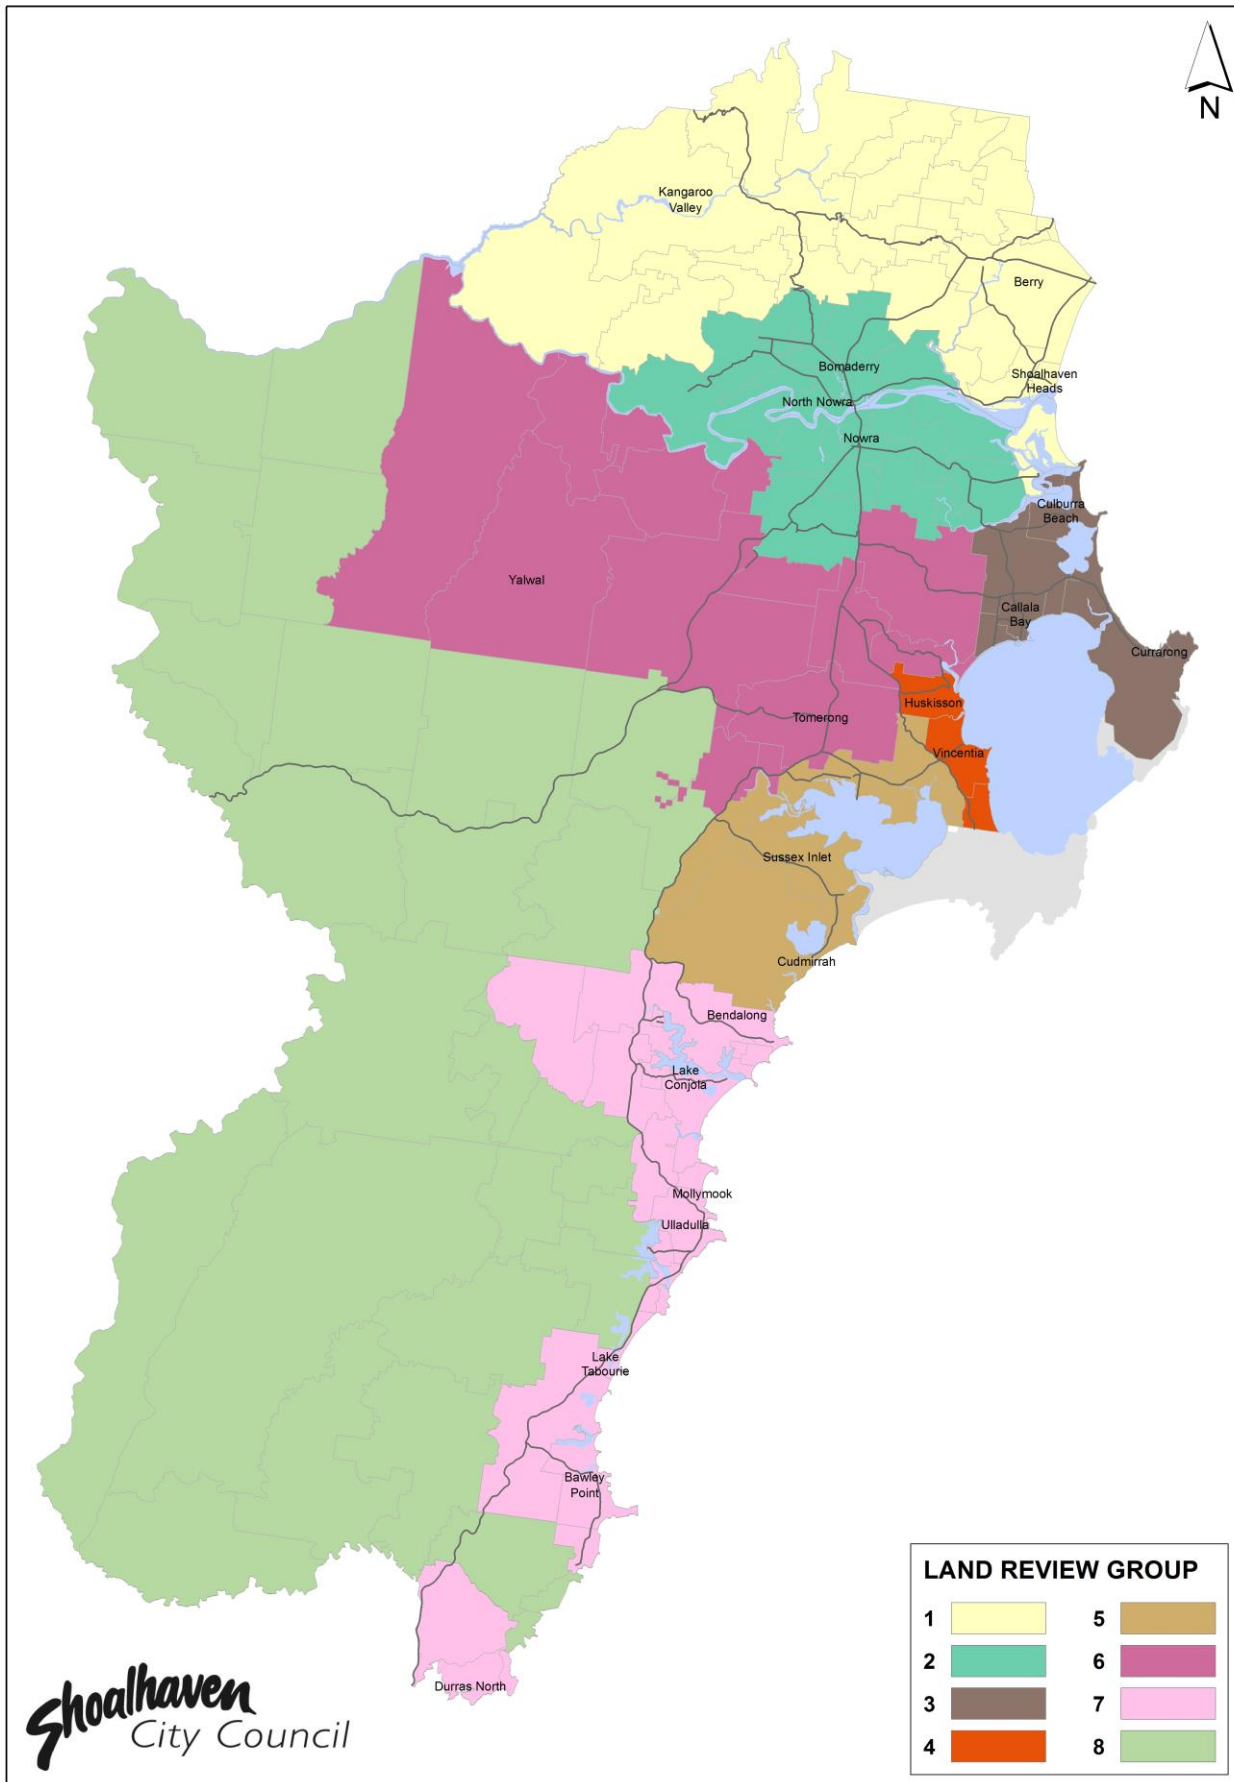 N
Kangaroo
Valley
Berry
Shoalhaven
Heads
Bomaderry
North Nowra
Nowra
Culburra
Beach
Yalwal
Callala
Bay
Currarong
Huskisson
Tomerong
Vincentia
Sussex Inlet
Cudmirrah
Bendalong
Lake
Conjola
Mollymook
Ulladulla
Lake
Tabourie
Bawley
Point
Durras North
LAND REVIEW GROUP
1 5
2 6
3 7
4 8
Shoalhaven
City Council